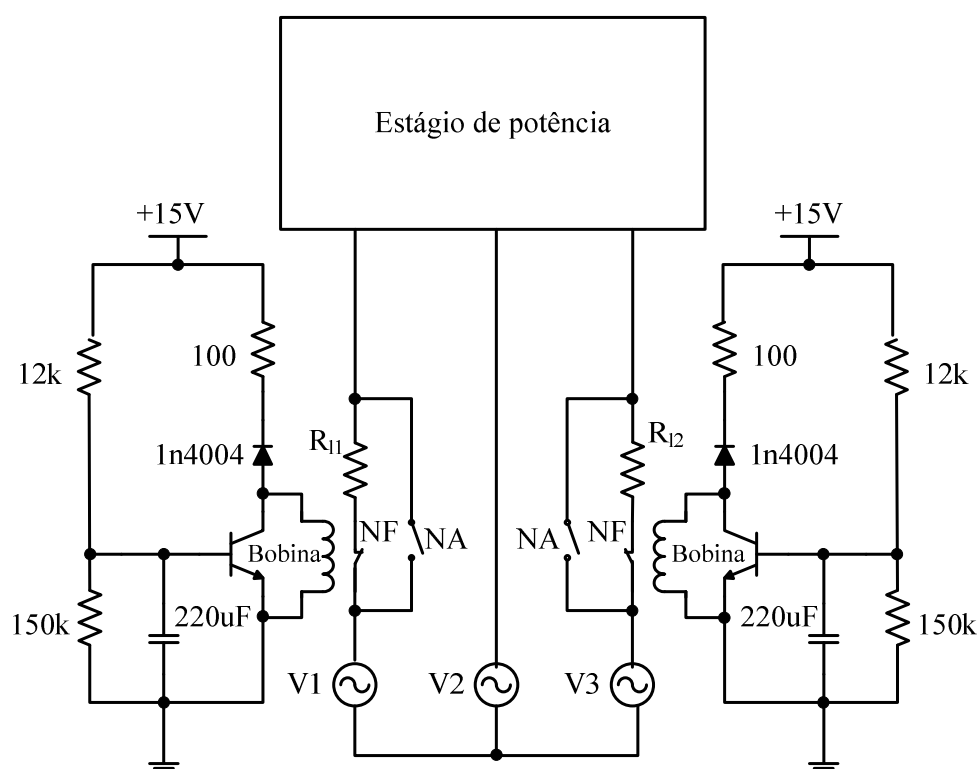 Estágio de potência
+15V
+15V
12k
100
R11
Rl2
100
12k
1n4004
1n4004
NF
NA
NA
NF
Bobina
Bobina
150k
220uF
220uF
150k
V1
V2
V3